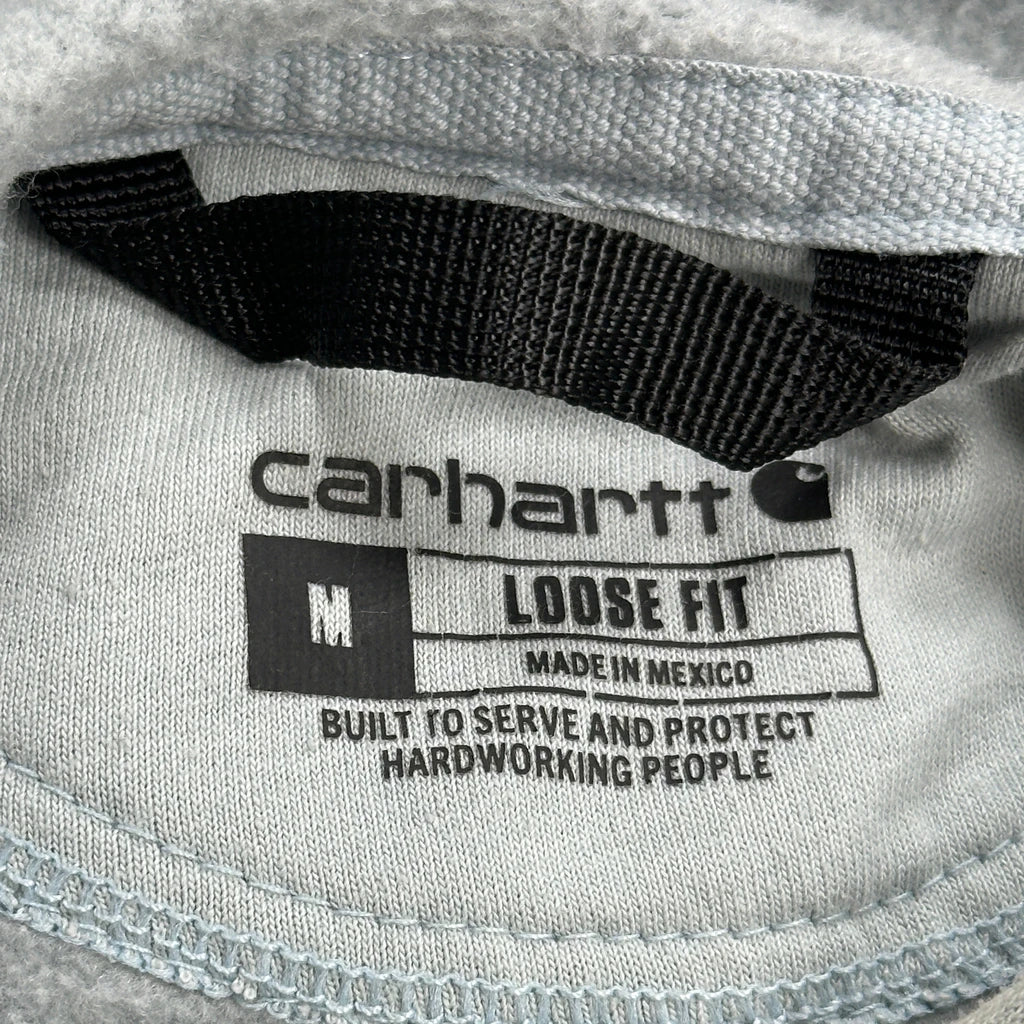 carhartt
M
LOOSE FIT
MADE IN MEXICO
BUILT TO SERVE AND PROTECT
HARDWORKING PEOPLE